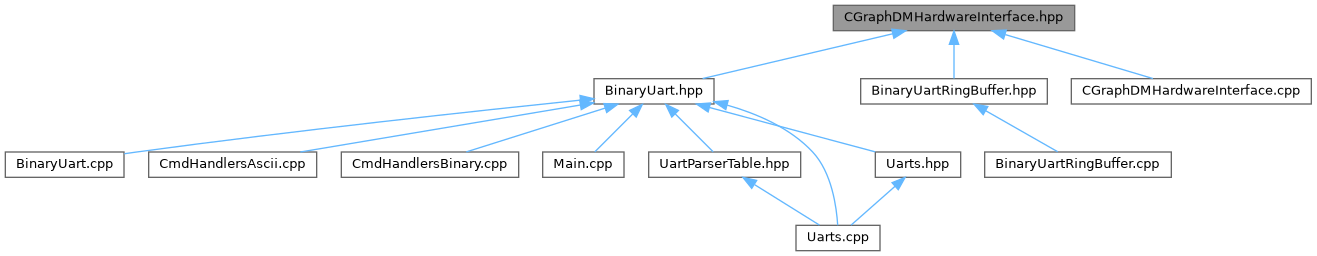 CGraphDMHardwareInterface.hpp
BinaryUart.hpp
BinaryUartRingBuffer.hpp
CGraphDMHardwareInterface.cpp
BinaryUart.cpp
CmdHandlersAscii.cpp
CmdHandlersBinary.cpp
Main.cpp
UartParserTable.hpp
Uarts.hpp
BinaryUartRingBuffer.cpp
Uarts.cpp